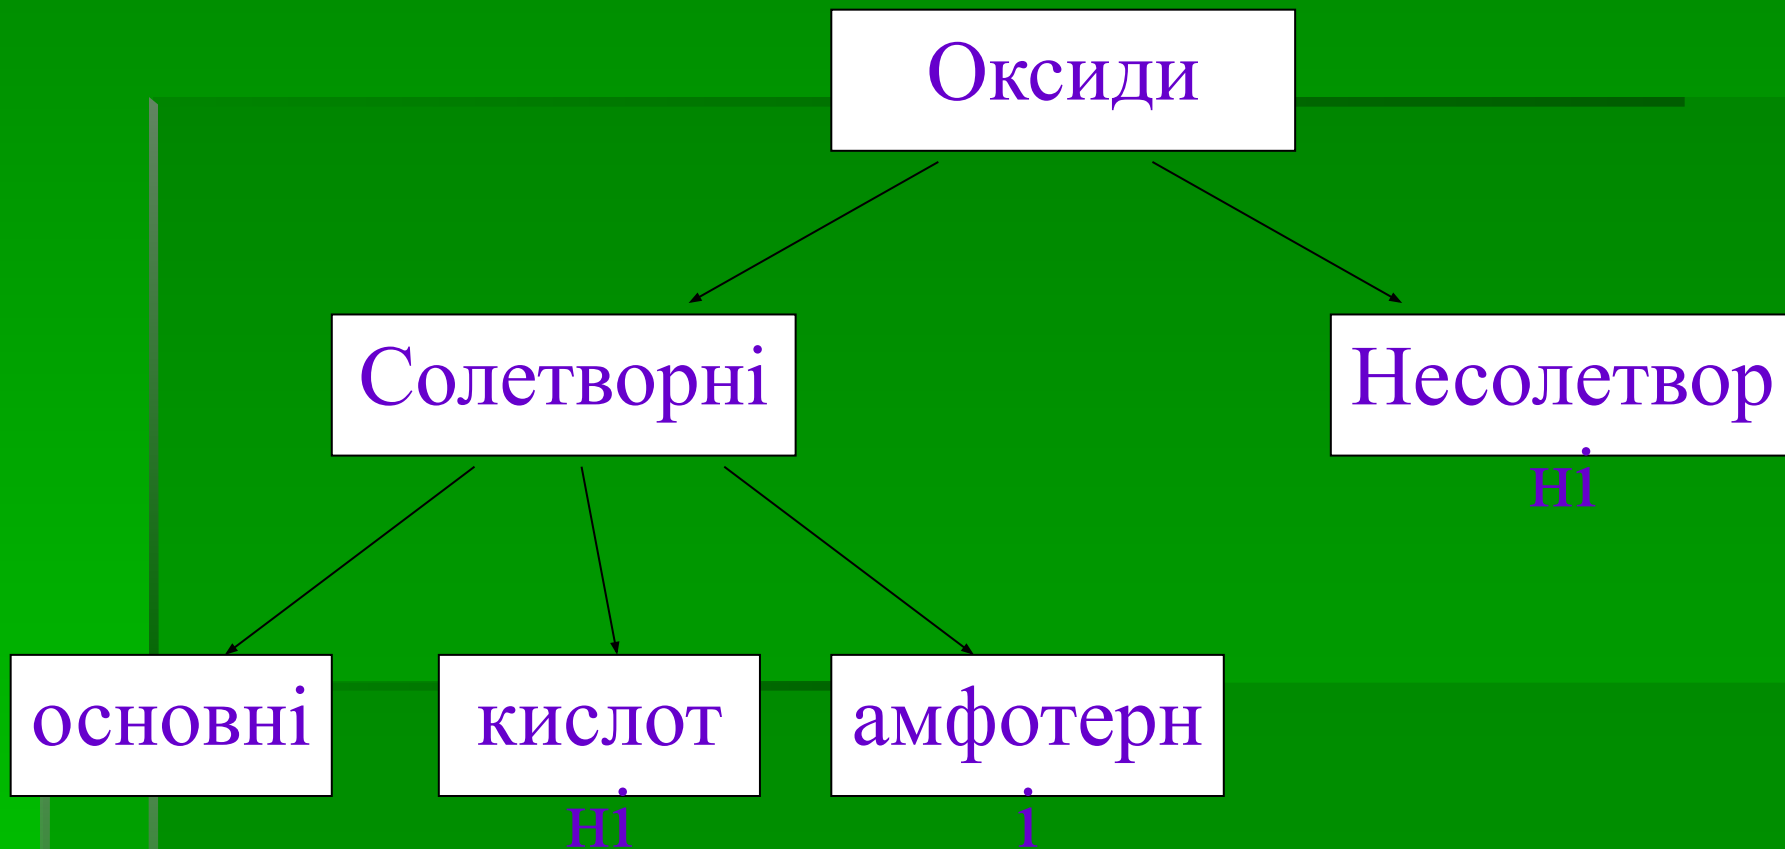 Оксиди
Солетворні
Несолетвор
ні
основні
кислот
ні
амфотерн
і